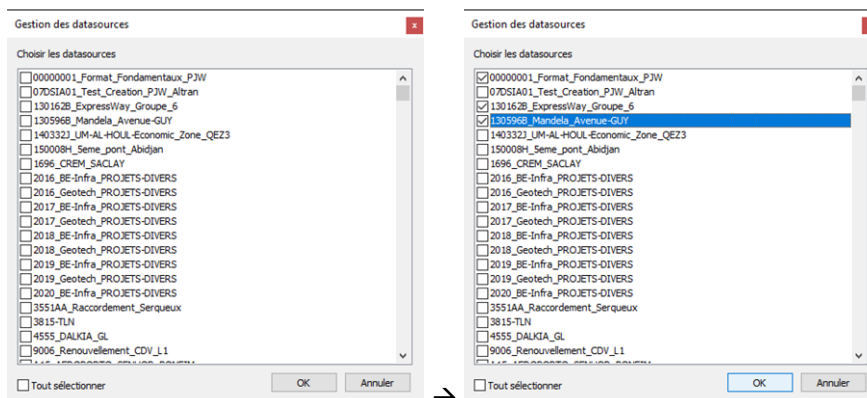 Gestion des datasources
x
Choisir les datasources
00000001_Format_Fondamentaux_PJW
07DSIA01_Test_Creation_PJW_Altran
130162B_ExpressWay_Groupe_6
130596B_Mandela_Avenue-GUY
140332J_UM-AL-HOUL-Economic_Zone_QEZ3
150008H_5eme_pont_Abidjan
1696_CREM_SACLAY
2016_BE-Infra_PROJETS-DIVERS
2016_Geotech_PROJETS-DIVERS
2017_BE-Infra_PROJETS-DIVERS
2017_Geotech_PROJETS-DIVERS
2018_BE-Infra_PROJETS-DIVERS
2018_Geotech_PROJETS-DIVERS
2019_BE-Infra_PROJETS-DIVERS
2019_Geotech_PROJETS-DIVERS
2020_BE-Infra_PROJETS-DIVERS
3551AA_Raccordement_Serqueux
3815-TLN
4555_DALKIA_GL
9006_Renouvellement_CDV_L1
Tout sélectionner
OK
Annuler
→
Gestion des datasources
x
Choisir les datasources
00000001_Format_Fondamentaux_PJW
07DSIA01_Test_Creation_PJW_Altran
130162B_ExpressWay_Groupe_6
130596B_Mandela_Avenue-GUY
140332J_UM-AL-HOUL-Economic_Zone_QEZ3
150008H_5eme_pont_Abidjan
1696_CREM_SACLAY
2016_BE-Infra_PROJETS-DIVERS
2016_Geotech_PROJETS-DIVERS
2017_BE-Infra_PROJETS-DIVERS
2017_Geotech_PROJETS-DIVERS
2018_BE-Infra_PROJETS-DIVERS
2018_Geotech_PROJETS-DIVERS
2019_BE-Infra_PROJETS-DIVERS
2019_Geotech_PROJETS-DIVERS
2020_BE-Infra_PROJETS-DIVERS
3551AA_Raccordement_Serqueux
3815-TLN
4555_DALKIA_GL
9006_Renouvellement_CDV_L1
Tout sélectionner
OK
Annuler